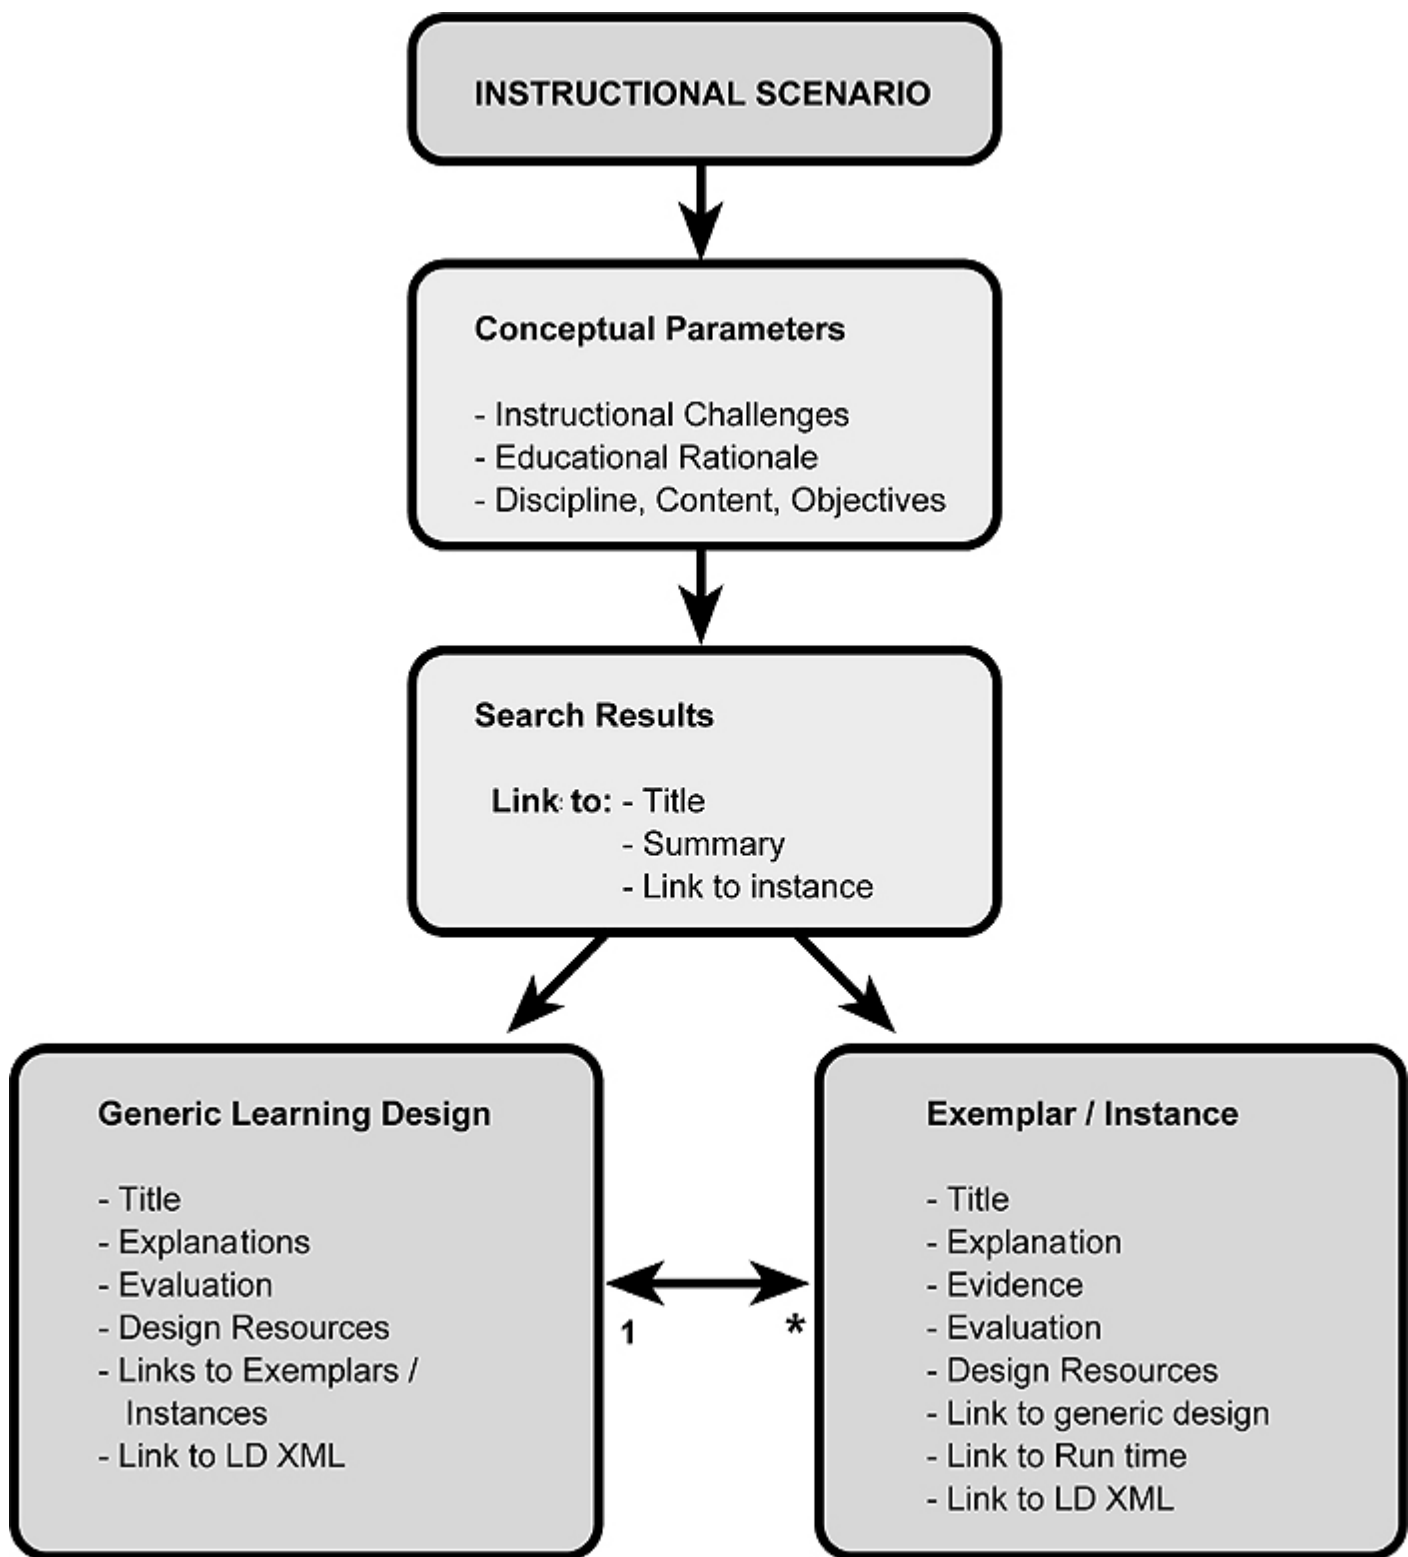 INSTRUCTIONAL SCENARIO
Conceptual Parameters
- Instructional Challenges
- Educational Rationale
- Discipline, Content, Objectives
Search Results
Link to: - Title
- Summary
- Link to instance
Generic Learning Design
- Title
- Explanations
- Evaluation
- Design Resources
- Links to Exemplars /
Instances
- Link to LD XML
1
*
Exemplar / Instance
- Title
- Explanation
- Evidence
- Evaluation
- Design Resources
- Link to generic design
- Link to Run time
- Link to LD XML